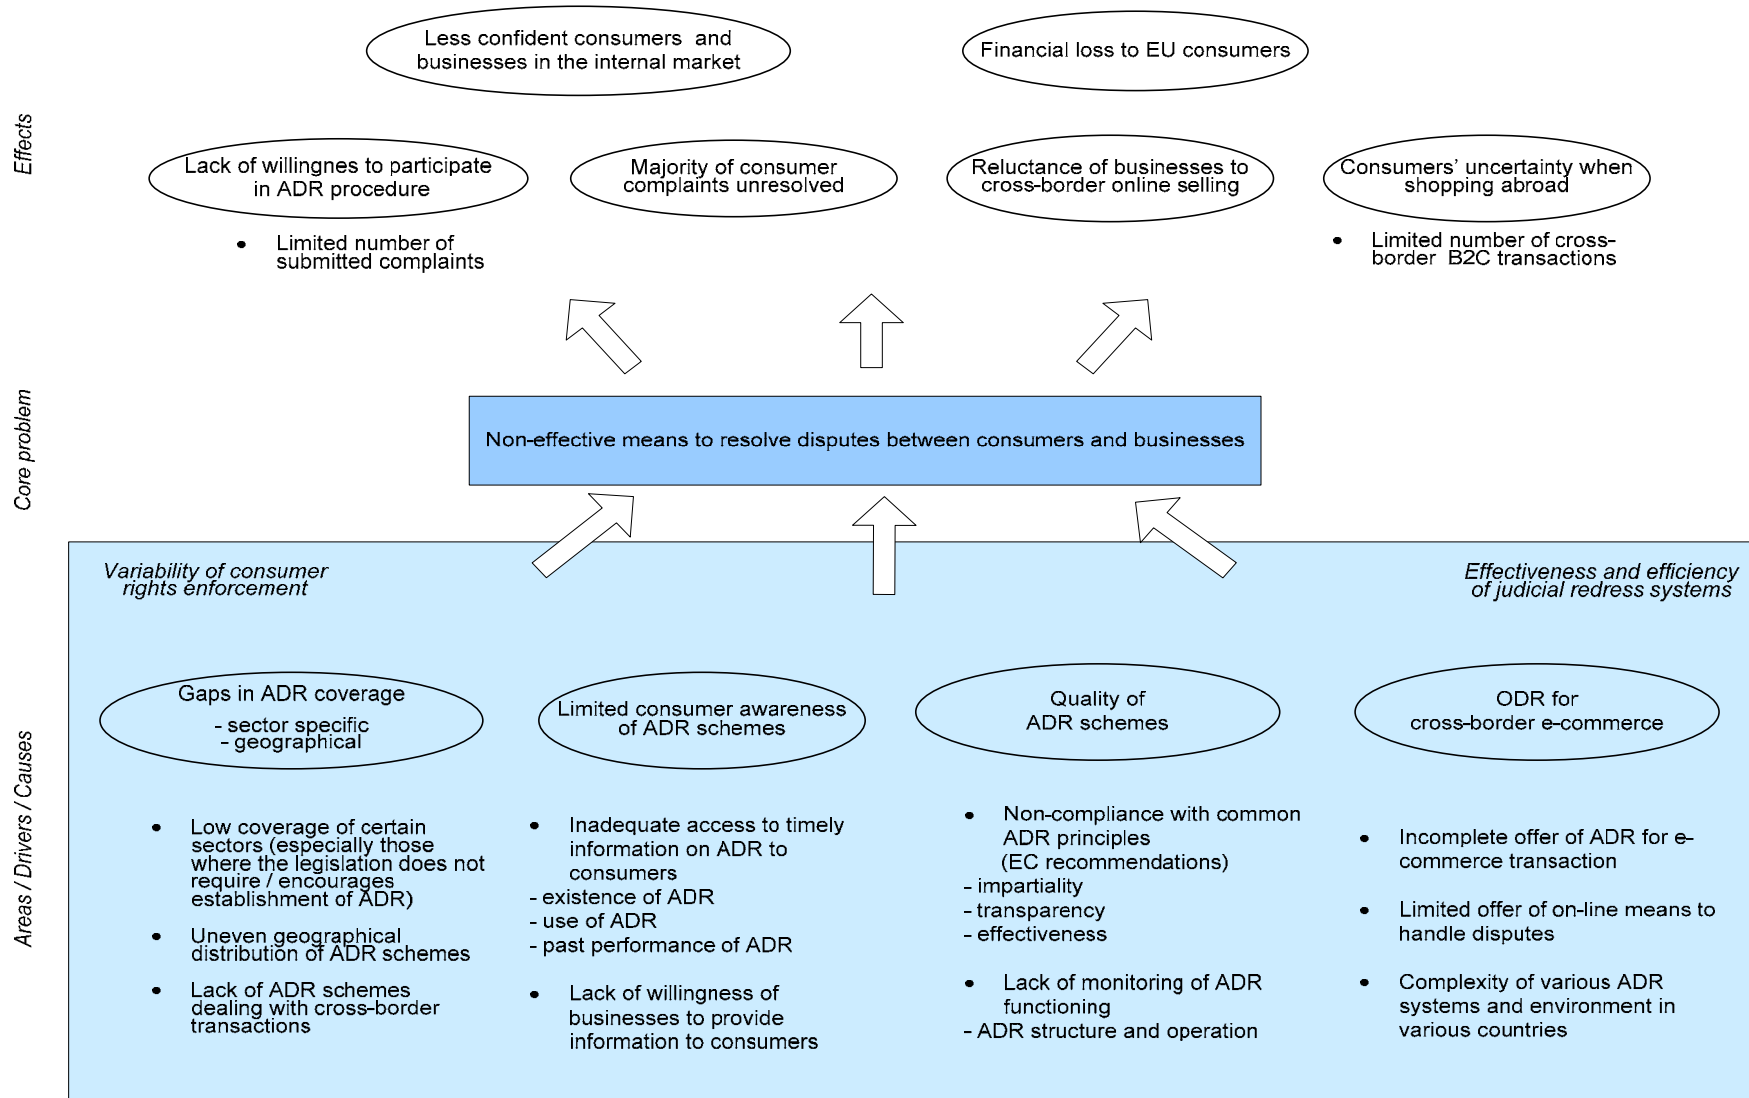 Effects
Less confident consumers and
businesses in the internal market
Financial loss to EU consumers
Lack of willingnes to participate
in ADR procedure
Majority of consumer
complaints unresolved
Reluctance of businesses to
cross-border online selling
Consumers’ uncertainty when
shopping abroad
• Limited number of
submitted complaints
• Limited number of cross-
border B2C transactions
Core problem
Non-effective means to resolve disputes between consumers and businesses
Areas / Drivers / Causes
Variability of consumer
rights enforcement
Effectiveness and efficiency
of judicial redress systems
Gaps in ADR coverage
- sector specific
- geographical
Limited consumer awareness
of ADR schemes
Quality of
ADR schemes
ODR for
cross-border e-commerce
• Low coverage of certain
sectors (especially those
where the legislation does not
require / encourages
establishment of ADR)
• Uneven geographical
distribution of ADR schemes
• Lack of ADR schemes
dealing with cross-border
transactions
• Inadequate access to timely
information on ADR to
consumers
- existence of ADR
- use of ADR
- past performance of ADR
• Lack of willingness of
businesses to provide
information to consumers
• Non-compliance with common
ADR principles
(EC recommendations)
- impartiality
- transparency
- effectiveness
• Lack of monitoring of ADR
functioning
- ADR structure and operation
• Incomplete offer of ADR for e-
commerce transaction
• Limited offer of on-line means to
handle disputes
• Complexity of various ADR
systems and environment in
various countries